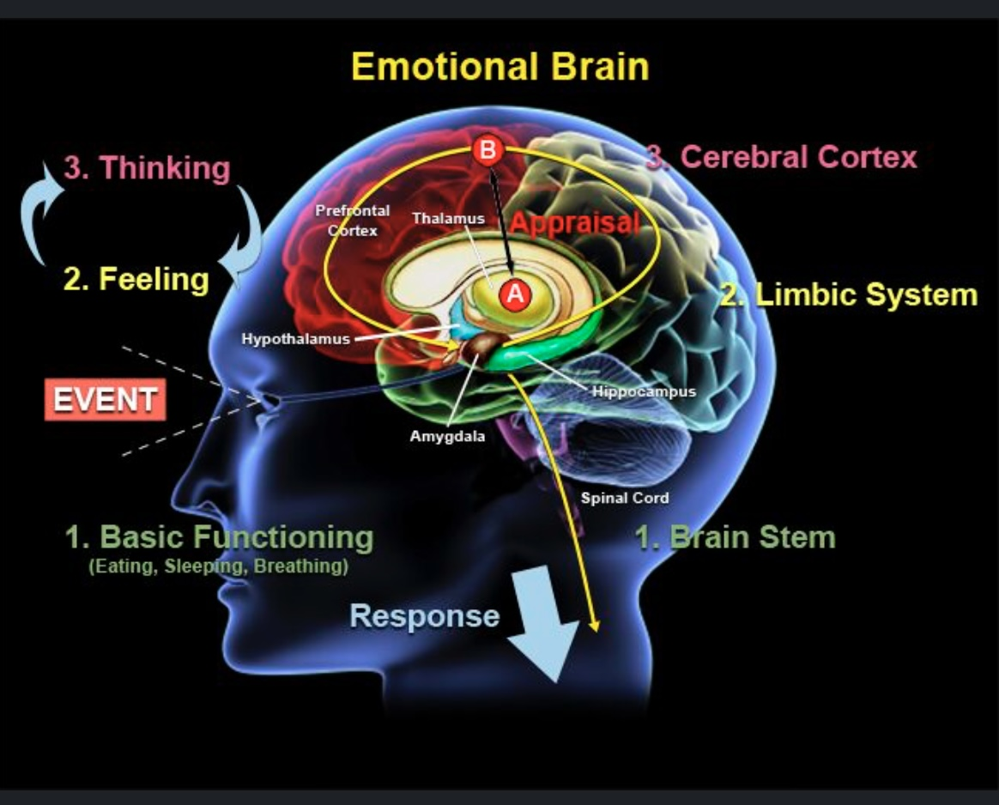 Emotional Brain
3. Thinking
3. Cerebral Cortex
B
Prefrontal
Cortex
Thalamus
Appraisal
2. Feeling
A
2. Limbic System
Hypothalamus
EVENT
Hippocampus
Amygdala
Spinal Cord
1. Basic Functioning
(Eating, Sleeping, Breathing)
1. Brain Stem
Response